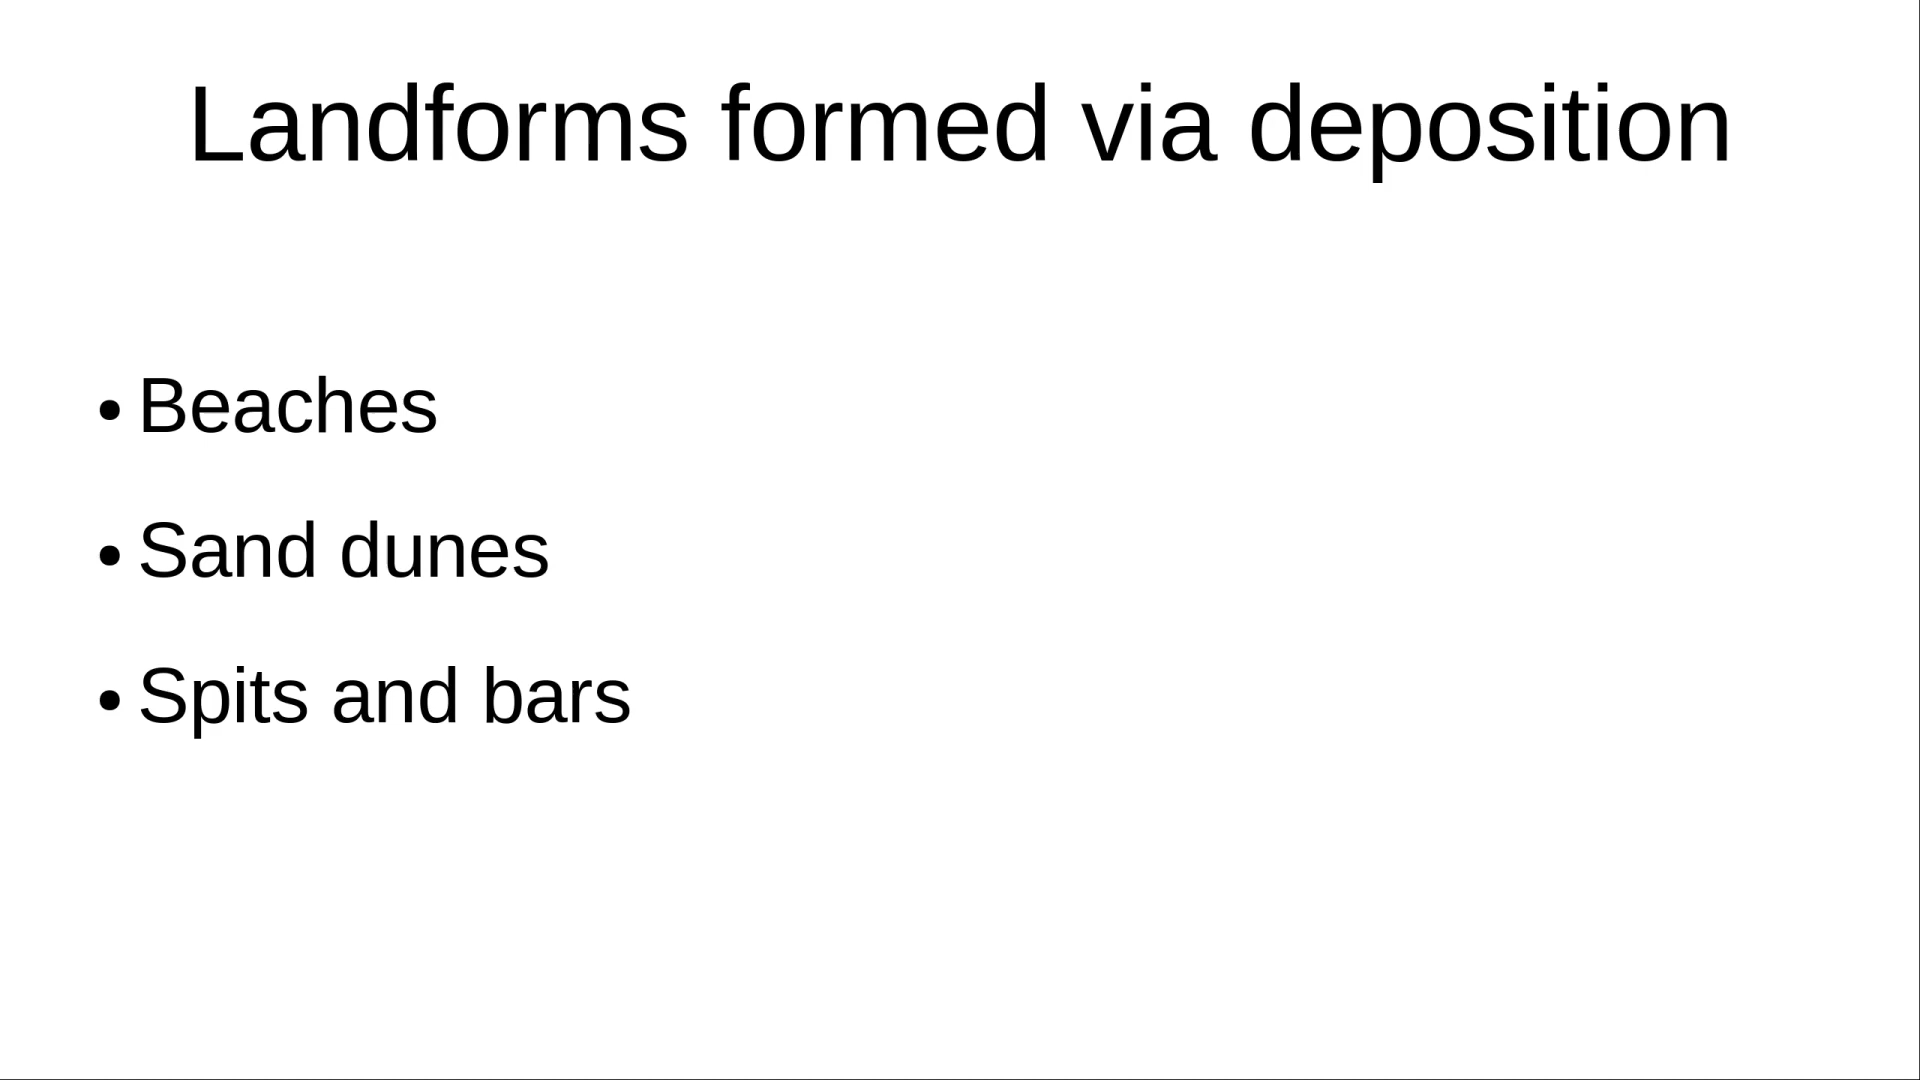 Landforms formed via deposition
• Beaches
• Sand dunes
• Spits and bars